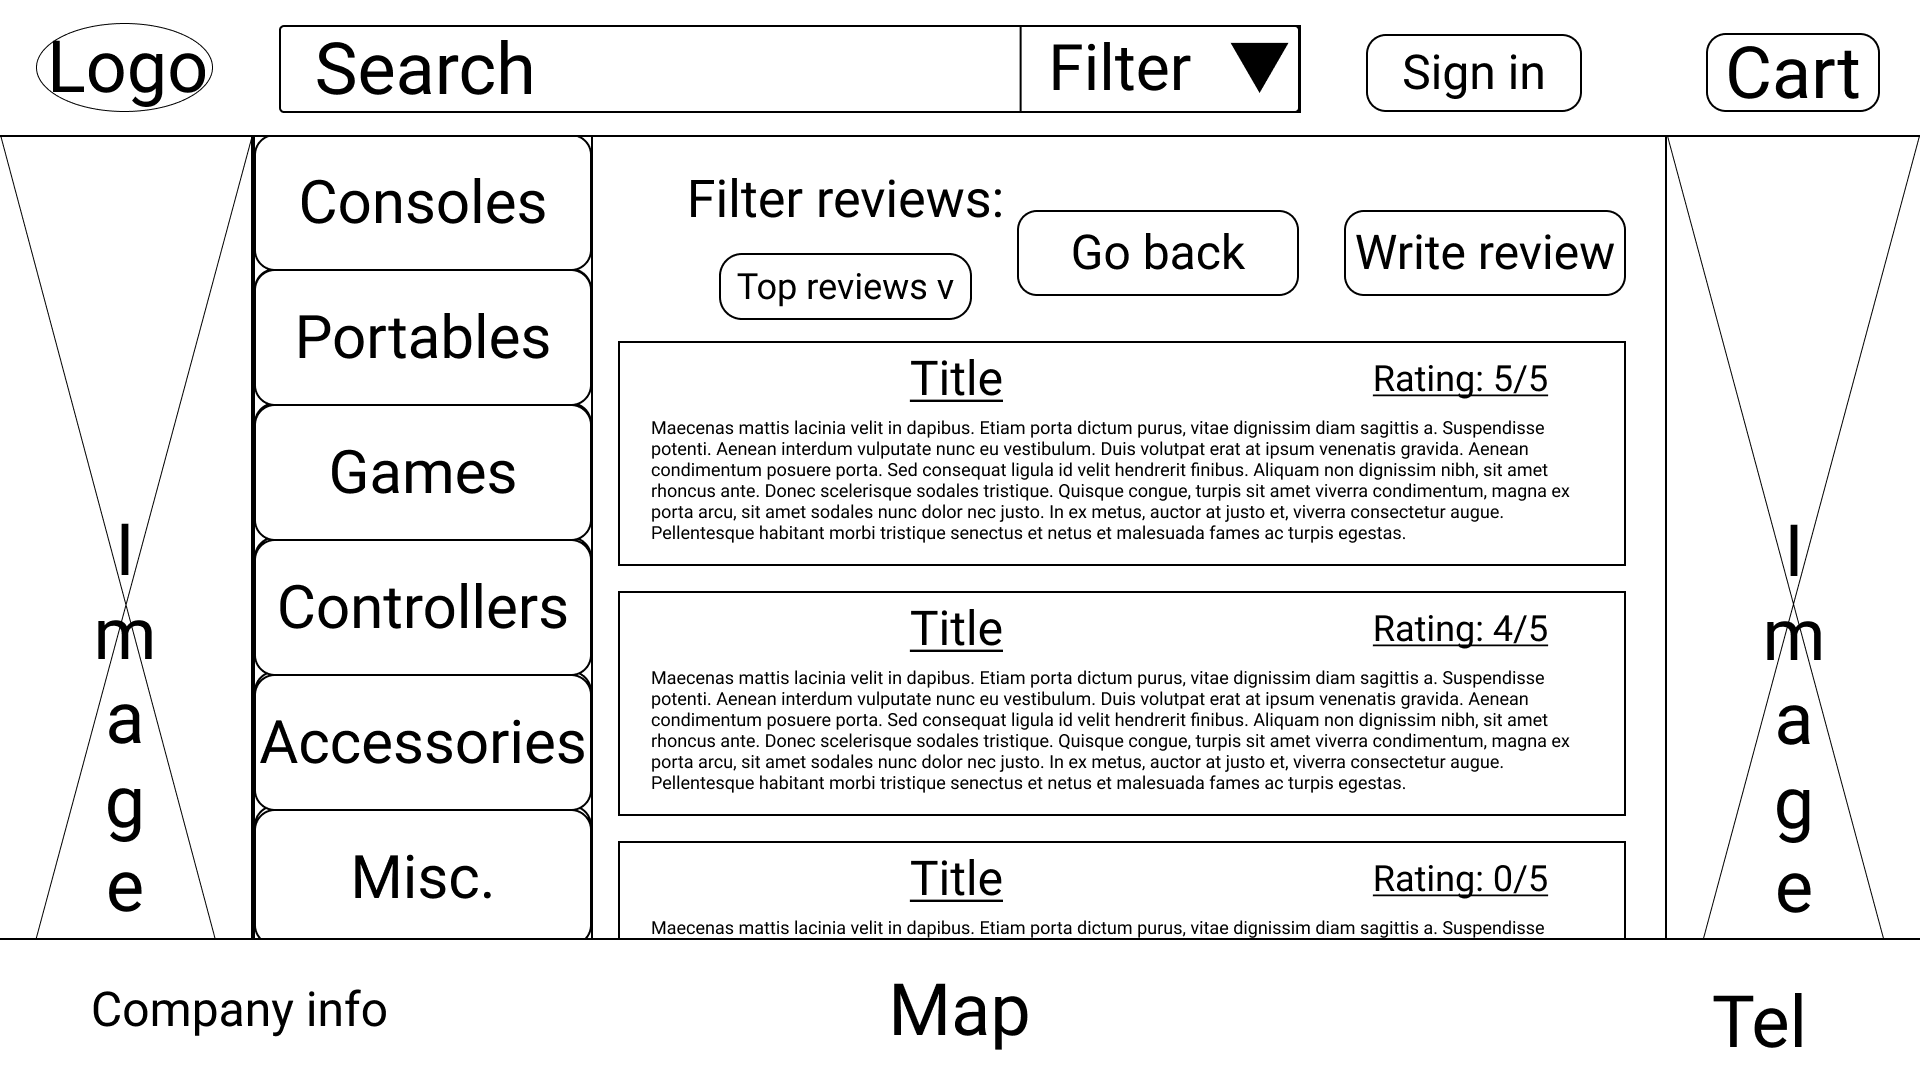 Logo
Search
Filter
Sign in
Cart
I
m
a
g
e
Consoles
Portables
Games
Controllers
Accessories
Misc.
Filter reviews:
Top reviews v
Go back
Write review
Title
Rating: 5/5
Maecenas mattis lacinia velit in dapibus. Etiam porta dictum purus, vitae dignissim diam sagittis a. Suspendisse
potenti. Aenean interdum vulputate nunc eu vestibulum. Duis volutpat erat at ipsum venenatis gravida. Aenean
condimentum posuere porta. Sed consequat ligula id velit hendrerit finibus. Aliquam non dignissim nibh, sit amet
rhoncus ante. Donec scelerisque sodales tristique. Quisque congue, turpis sit amet viverra condimentum, magna ex
porta arcu, sit amet sodales nunc dolor nec justo. In ex metus, auctor at justo et, viverra consectetur augue.
Pellentesque habitant morbi tristique senectus et netus et malesuada fames ac turpis egestas.
Title
Rating: 4/5
Maecenas mattis lacinia velit in dapibus. Etiam porta dictum purus, vitae dignissim diam sagittis a. Suspendisse
potenti. Aenean interdum vulputate nunc eu vestibulum. Duis volutpat erat at ipsum venenatis gravida. Aenean
condimentum posuere porta. Sed consequat ligula id velit hendrerit finibus. Aliquam non dignissim nibh, sit amet
rhoncus ante. Donec scelerisque sodales tristique. Quisque congue, turpis sit amet viverra condimentum, magna ex
porta arcu, sit amet sodales nunc dolor nec justo. In ex metus, auctor at justo et, viverra consectetur augue.
Pellentesque habitant morbi tristique senectus et netus et malesuada fames ac turpis egestas.
Title
Rating: 0/5
Maecenas mattis lacinia velit in dapibus. Etiam porta dictum purus, vitae dignissim diam sagittis a. Suspendisse
I
m
a
g
e
Company info
Map
Tel